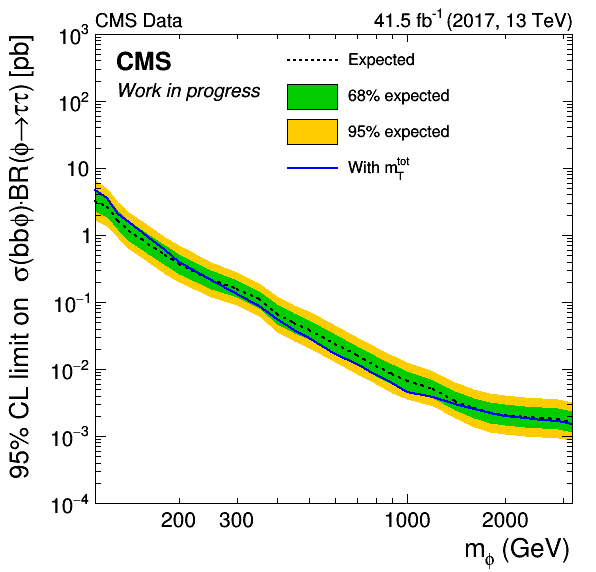 CMS Data 41.5 fb⁻¹ (2017, 13 TeV)
CMS
Work in progress
Expected
68% expected
95% expected
With m_T^tot
95% CL limit on σ(bbϕ)·BR(ϕ→ττ) [pb]
10³
10²
10
1
10⁻¹
10⁻²
10⁻³
10⁻⁴
200 300 1000 2000
m_ϕ (GeV)